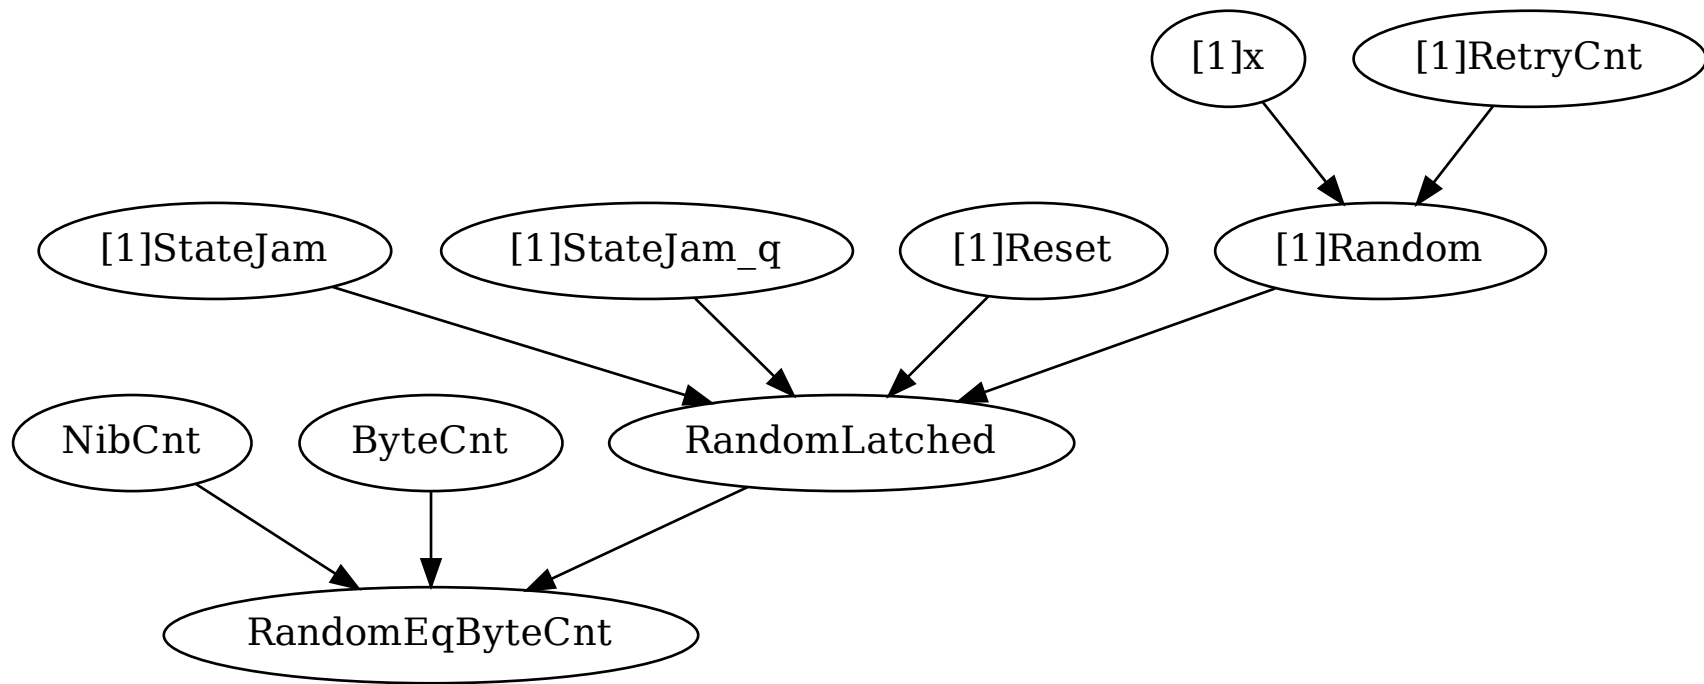 [1]x
[1]RetryCnt
[1]StateJam
[1]StateJam_q
[1]Reset
[1]Random
NibCnt
ByteCnt
RandomLatched
RandomEqByteCnt